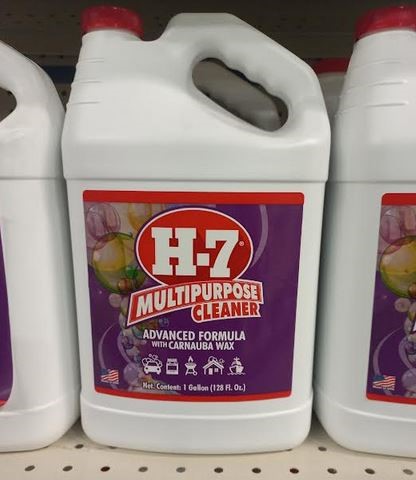 H-7®
MULTIPURPOSE
CLEANER
ADVANCED FORMULA
WITH CARNAUBA WAX
Net. Content: 1 Gallon (128 Fl. Oz.)